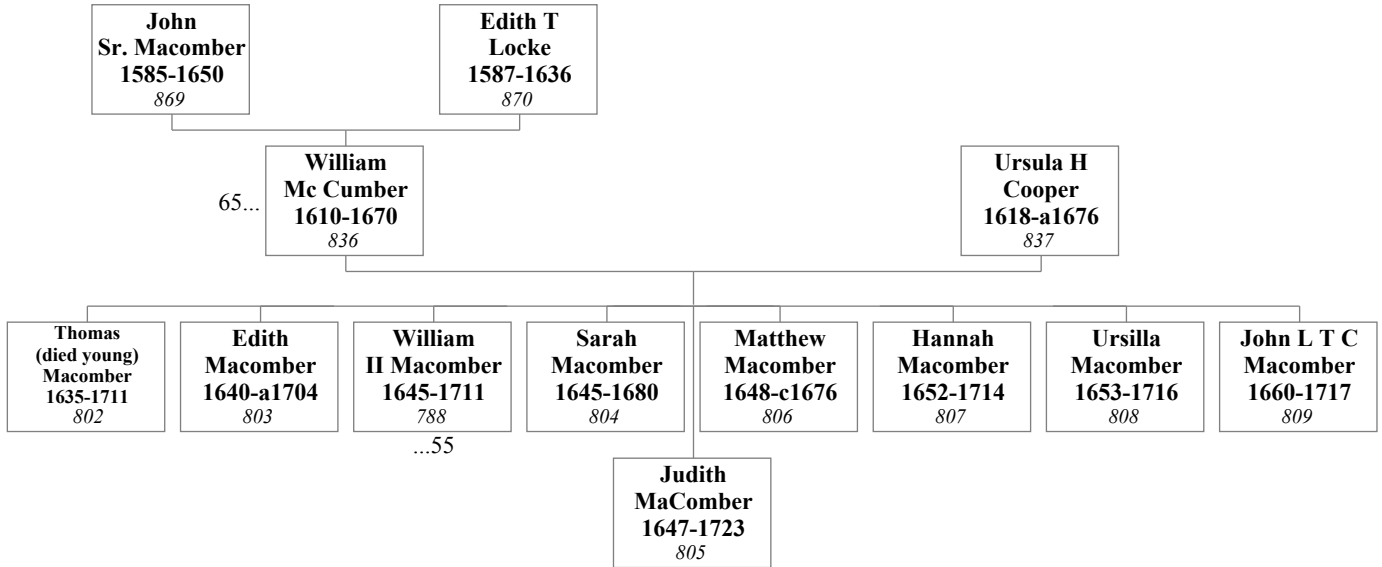 John
Sr. Macomber
1585-1650
869
Edith T
Locke
1587-1636
870
65...
William
Mc Cumber
1610-1670
836
Ursula H
Cooper
1618-a1676
837
Thomas
(died young)
Macomber
1635-1711
802
Edith
Macomber
1640-a1704
803
William
II Macomber
1645-1711
788
...55
Sarah
Macomber
1645-1680
804
Matthew
Macomber
1648-c1676
806
Hannah
Macomber
1652-1714
807
Ursilla
Macomber
1653-1716
808
John L T C
Macomber
1660-1717
809
Judith
MaComber
1647-1723
805